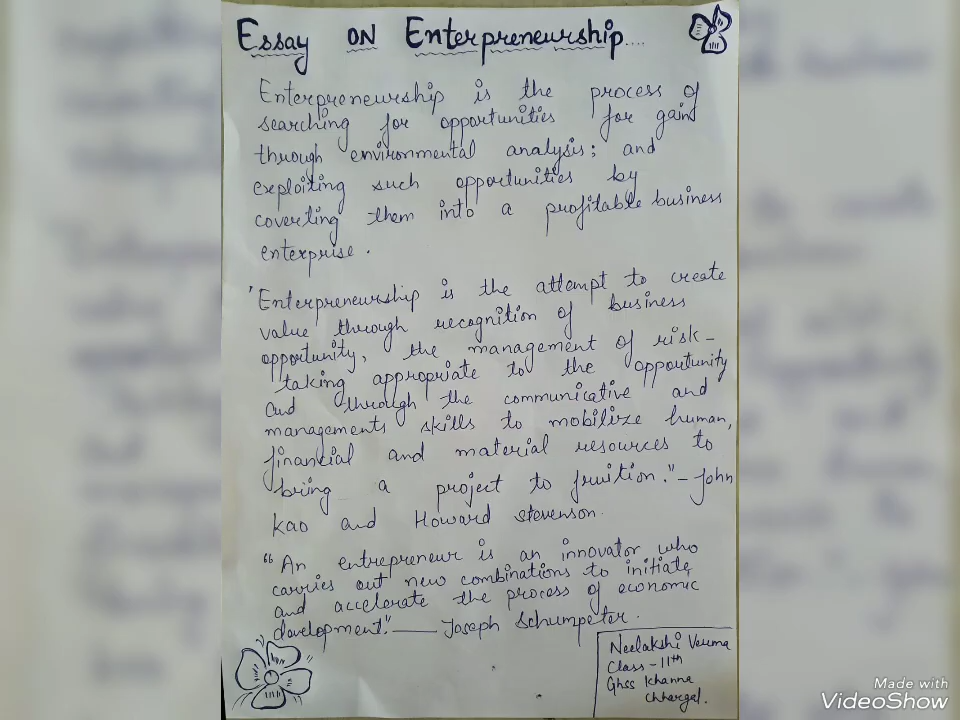 Essay ON Enterpreneurship....
Enterpreneurship is the process of
searching for opportunities for gain
through environmental analysis; and
exploiting such opportunities by
coverting them into a profitable business
enterprise.
'Enterpreneurship is the attempt to create
value through recognition of business
opportunity, the management of risk-
taking appropriate to the opportunity
and through the communicative and
managements skills to mobilize human,
financial and material resources to
bring a project to fruition." - John
Kao and Howard Stevenson.
"An entrepreneur is an innovator who
carries out new combinations to initiate
and accelerate the process of economic
development." — Joseph Schumpeter.
Neelakshi Verma
Class - 11th
Ghss Khanna
Chhargal.
Made with
VideoShow